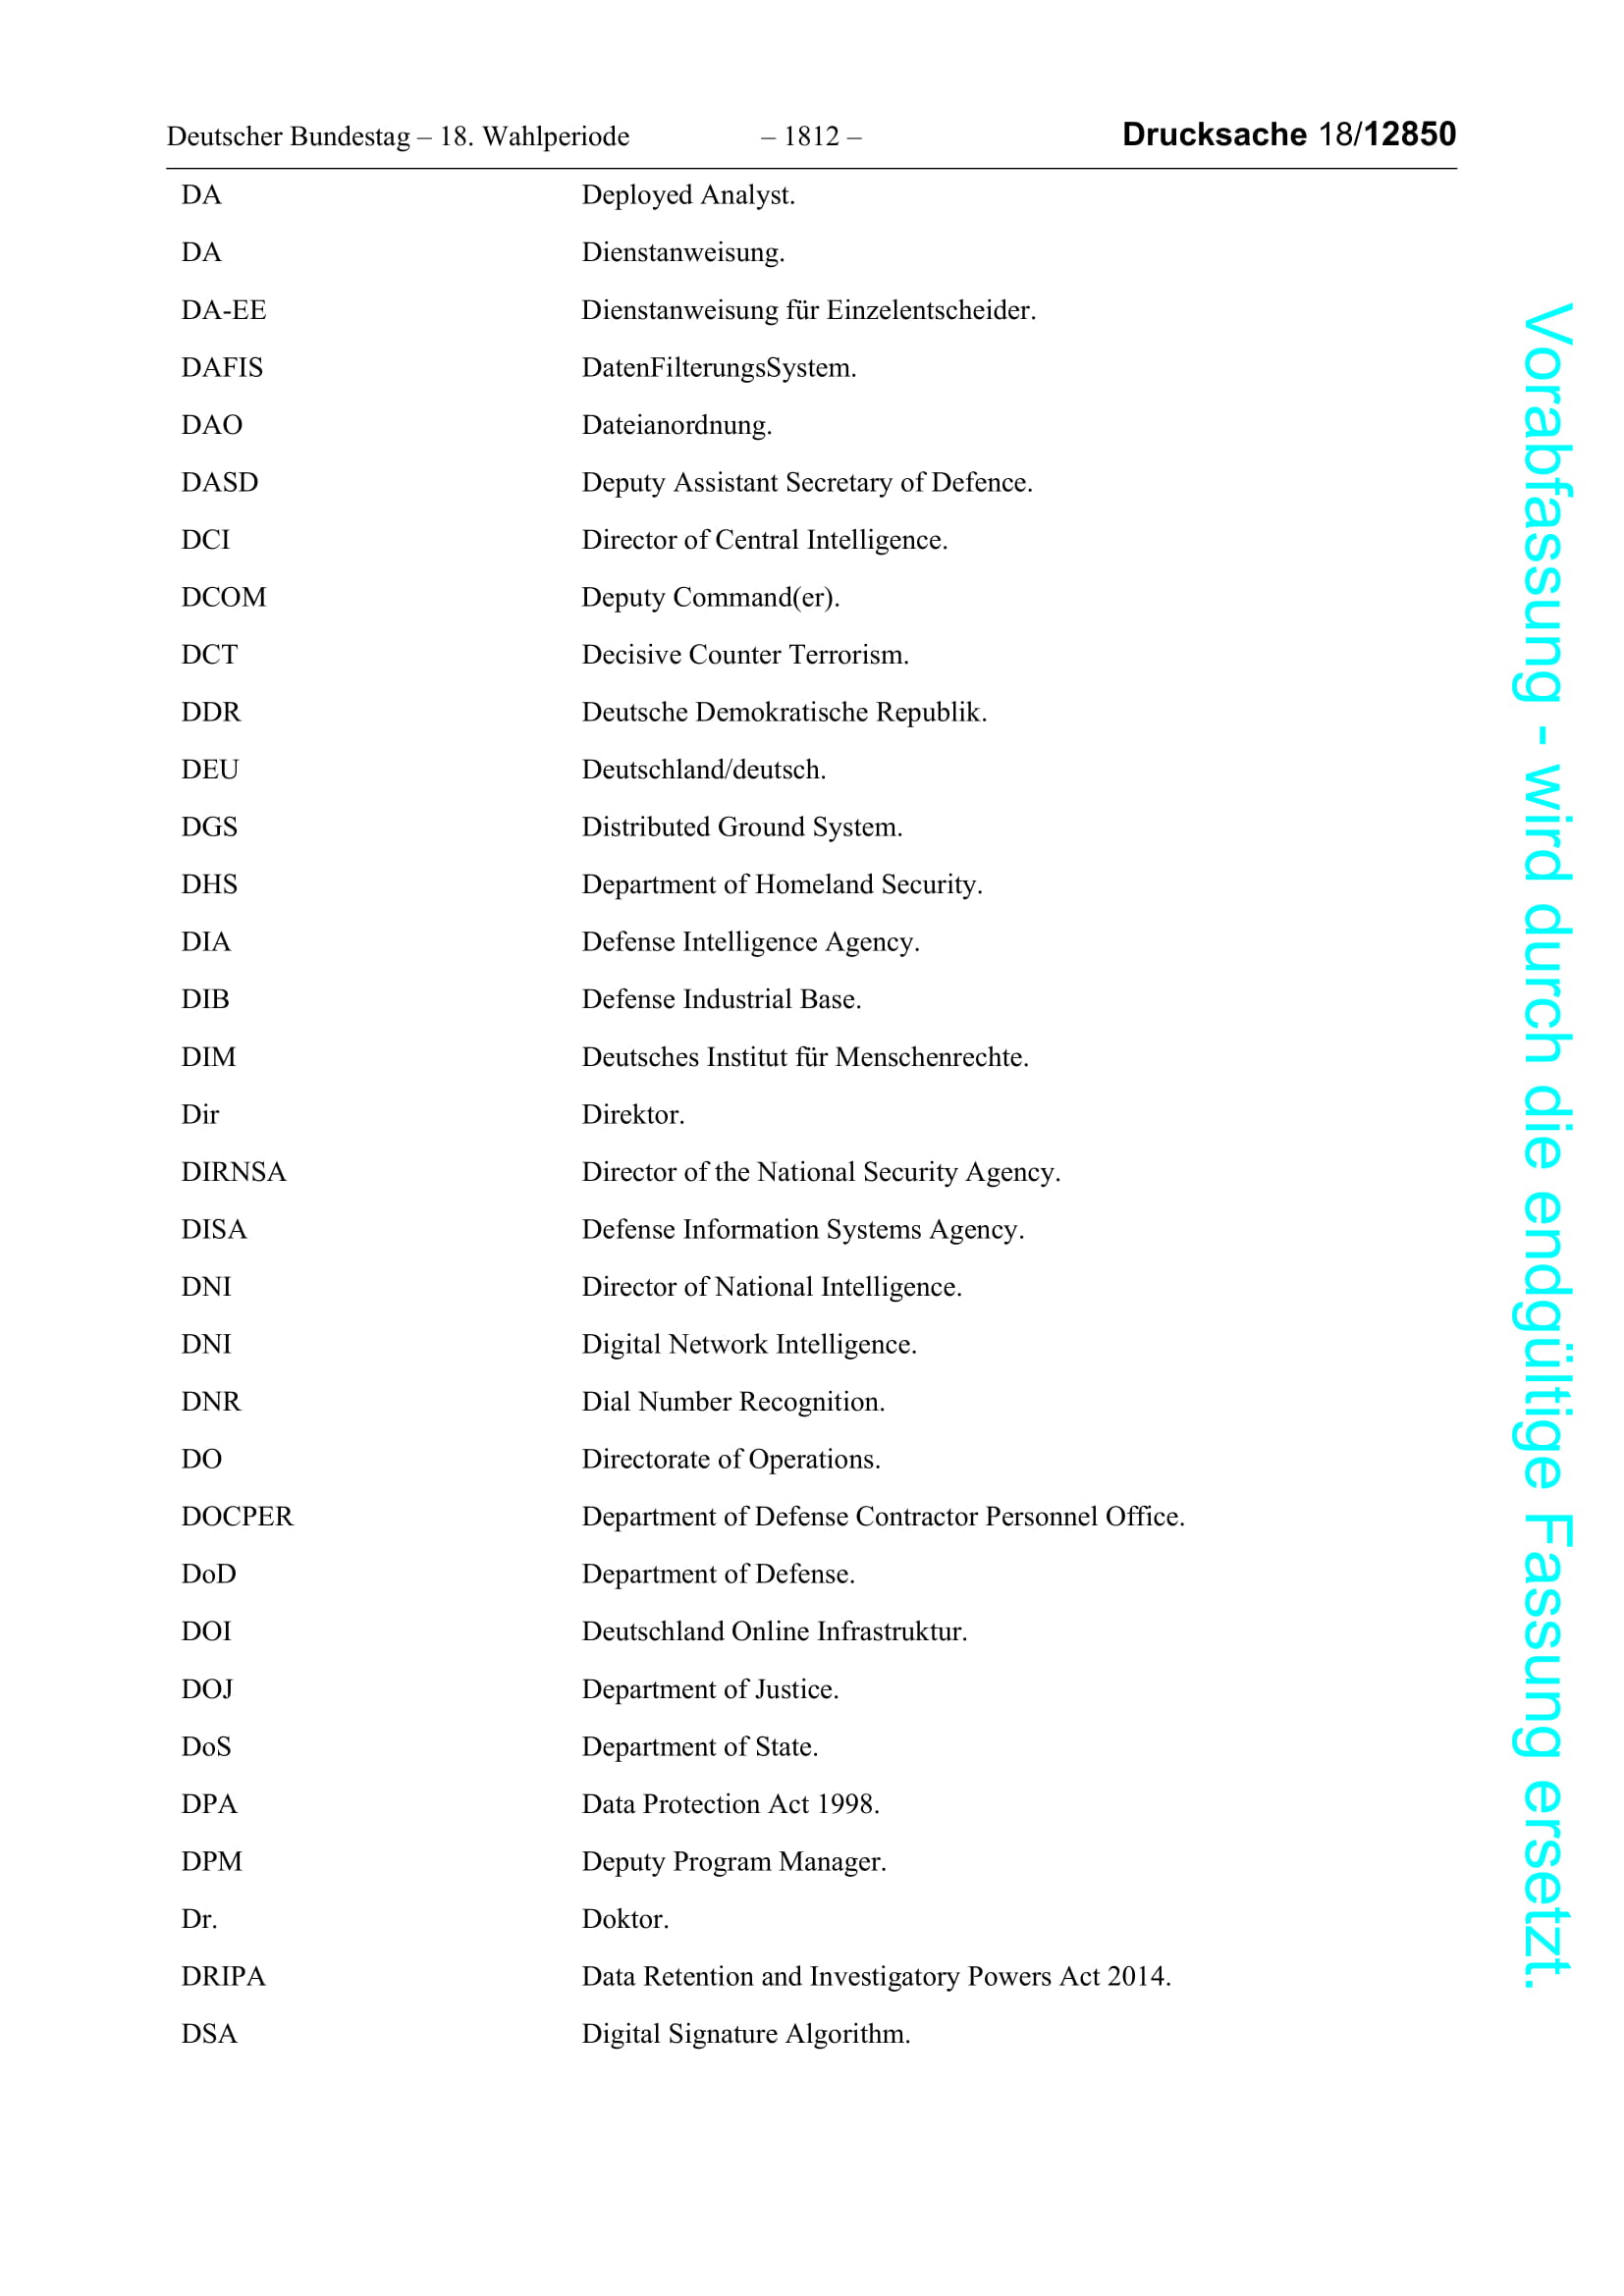 Deutscher Bundestag – 18. Wahlperiode – 1812 – Drucksache 18/12850
DA Deployed Analyst.
DA Dienstanweisung.
DA-EE Dienstanweisung für Einzelentscheider.
DAFIS DatenFilterungsSystem.
DAO Dateianordnung.
DASD Deputy Assistant Secretary of Defence.
DCI Director of Central Intelligence.
DCOM Deputy Command(er).
DCT Decisive Counter Terrorism.
DDR Deutsche Demokratische Republik.
DEU Deutschland/deutsch.
DGS Distributed Ground System.
DHS Department of Homeland Security.
DIA Defense Intelligence Agency.
DIB Defense Industrial Base.
DIM Deutsches Institut für Menschenrechte.
Dir Direktor.
DIRNSA Director of the National Security Agency.
DISA Defense Information Systems Agency.
DNI Director of National Intelligence.
DNI Digital Network Intelligence.
DNR Dial Number Recognition.
DO Directorate of Operations.
DOCPER Department of Defense Contractor Personnel Office.
DoD Department of Defense.
DOI Deutschland Online Infrastruktur.
DOJ Department of Justice.
DoS Department of State.
DPA Data Protection Act 1998.
DPM Deputy Program Manager.
Dr. Doktor.
DRIPA Data Retention and Investigatory Powers Act 2014.
DSA Digital Signature Algorithm.
Vorabfassung - wird durch die endgültige Fassung ersetzt.